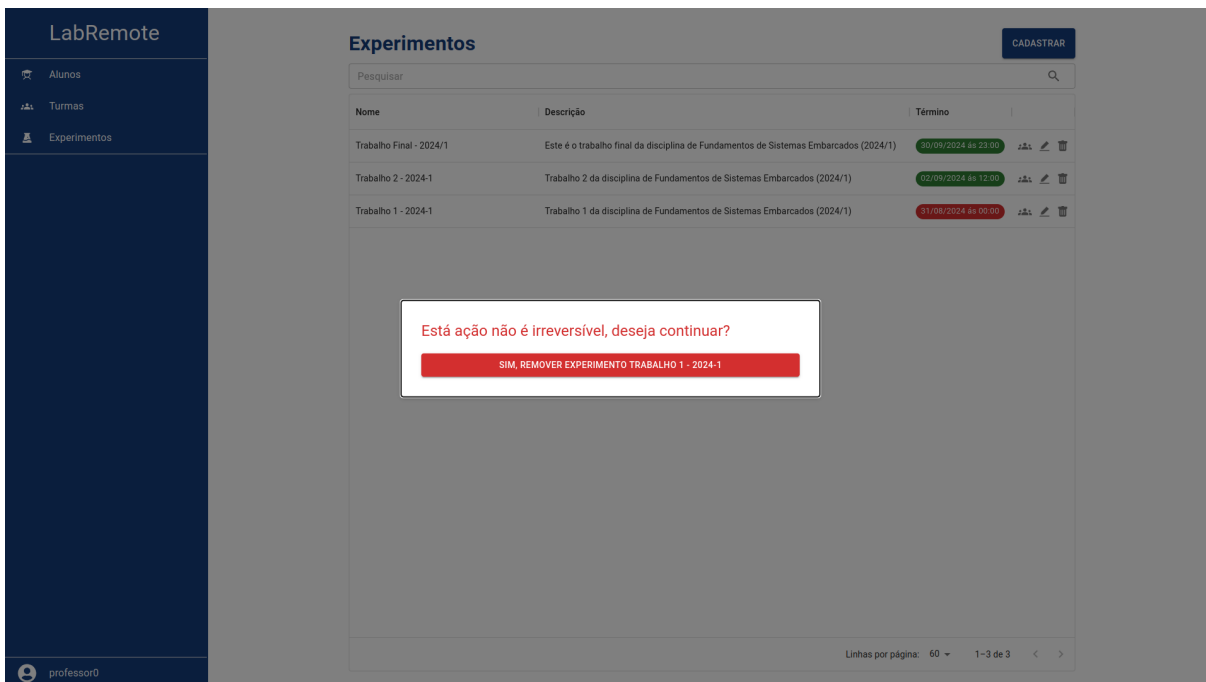 LabRemote
Alunos
Turmas
Experimentos
professor0
Experimentos
CADASTRAR
Pesquisar
Nome Descrição Término
Trabalho Final - 2024/1 Este é o trabalho final da disciplina de Fundamentos de Sistemas Embarcados (2024/1) 30/09/2024 ás 23:00
Trabalho 2 - 2024-1 Trabalho 2 da disciplina de Fundamentos de Sistemas Embarcados (2024/1) 02/09/2024 ás 12:00
Trabalho 1 - 2024-1 Trabalho 1 da disciplina de Fundamentos de Sistemas Embarcados (2024/1) 31/08/2024 ás 00:00
Está ação não é irreversível, deseja continuar?
SIM, REMOVER EXPERIMENTO TRABALHO 1 - 2024-1
Linhas por página: 60 1–3 de 3